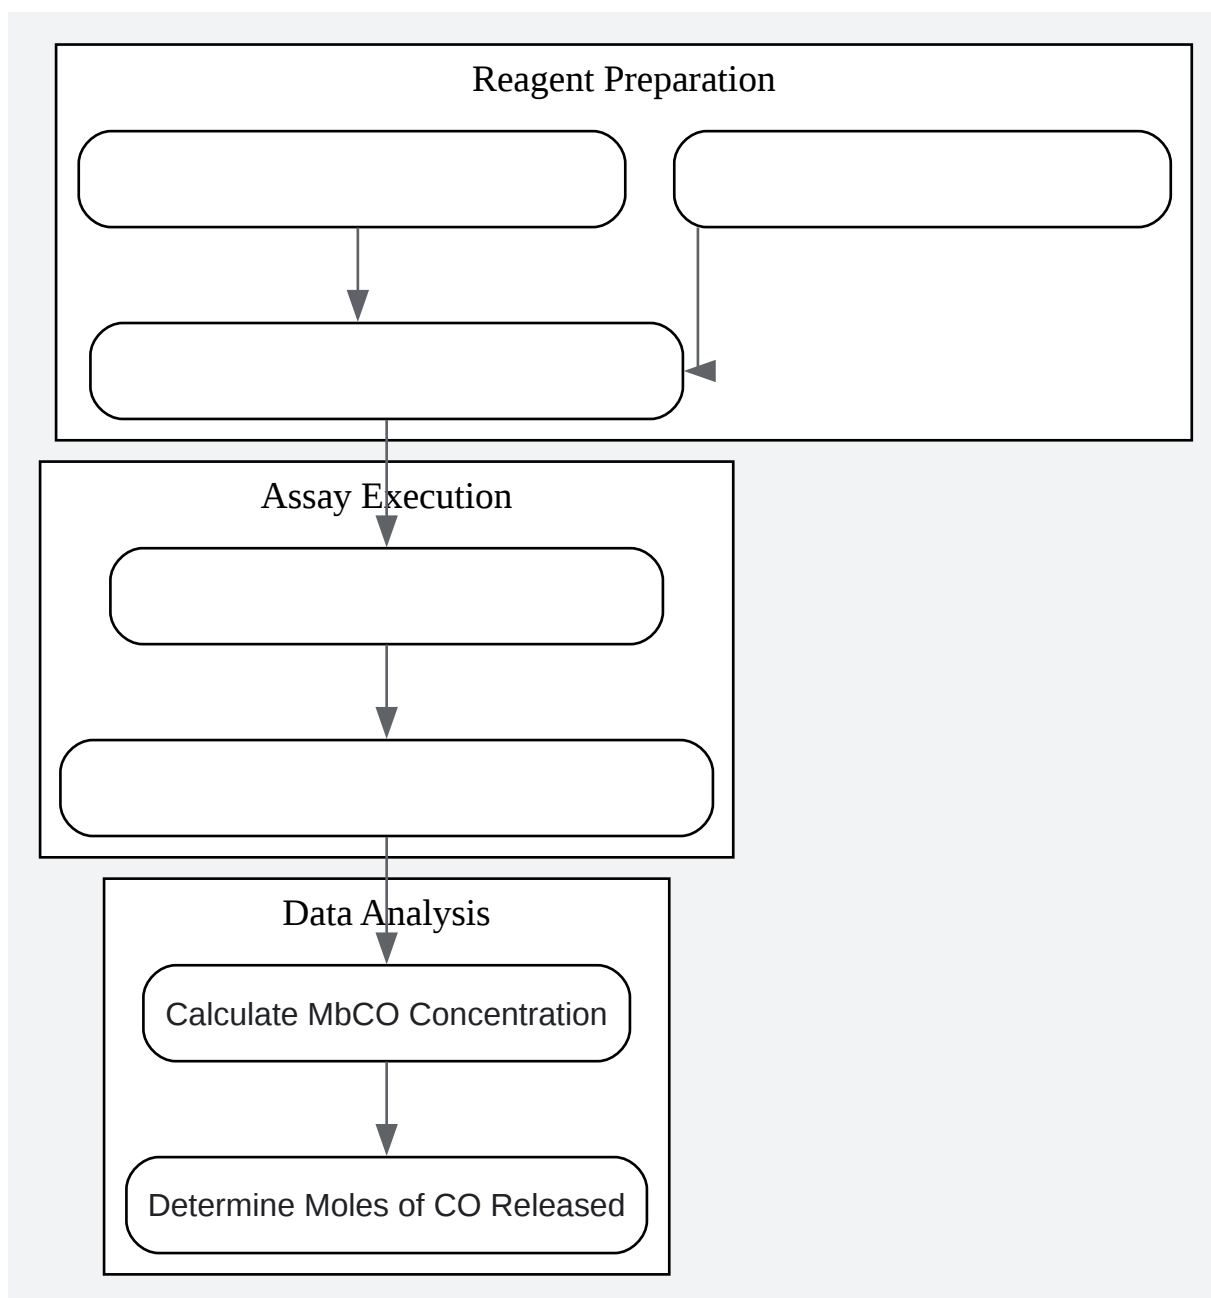 Reagent Preparation
Assay Execution
Data Analysis
Calculate MbCO Concentration
Determine Moles of CO Released